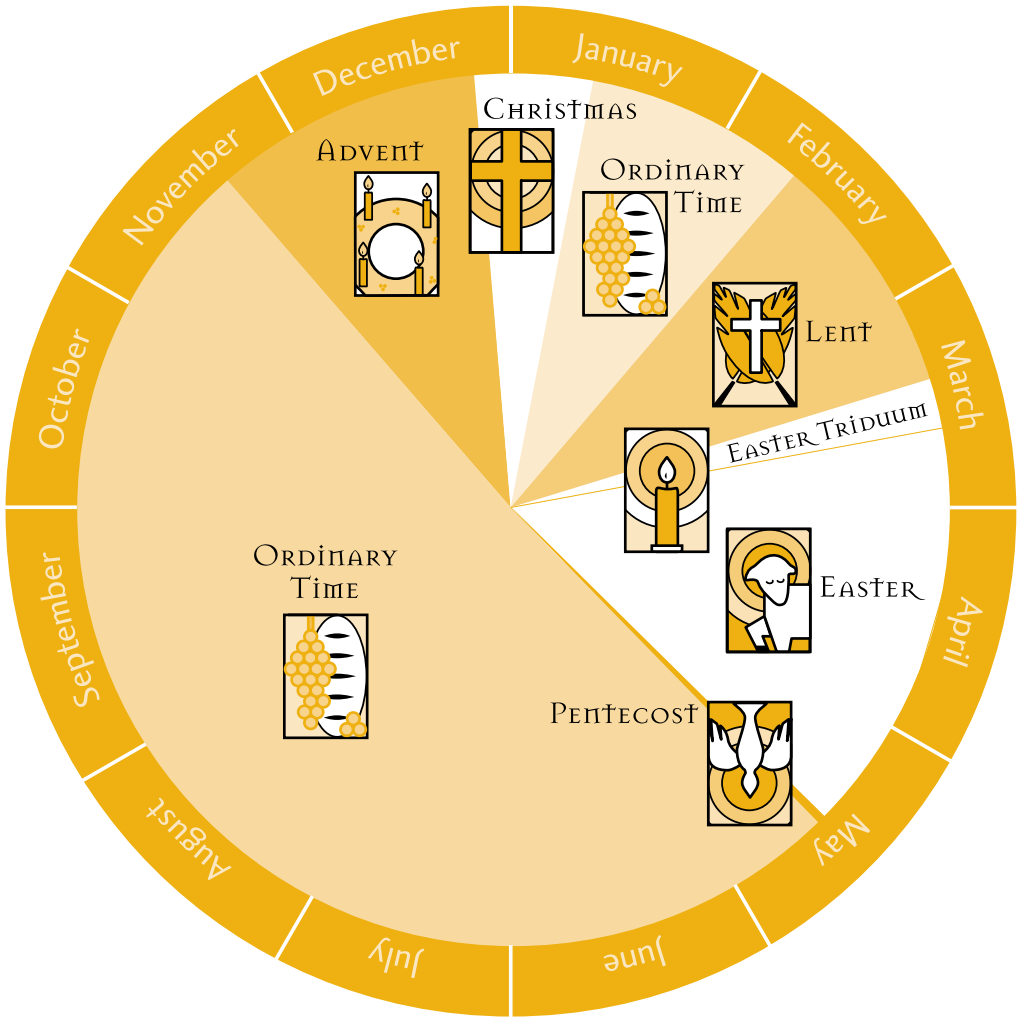 January
February
March
April
May
June
July
August
September
October
November
December
Christmas
Advent
Ordinary
Time
Lent
Easter Triduum
Easter
Pentecost
Ordinary
Time